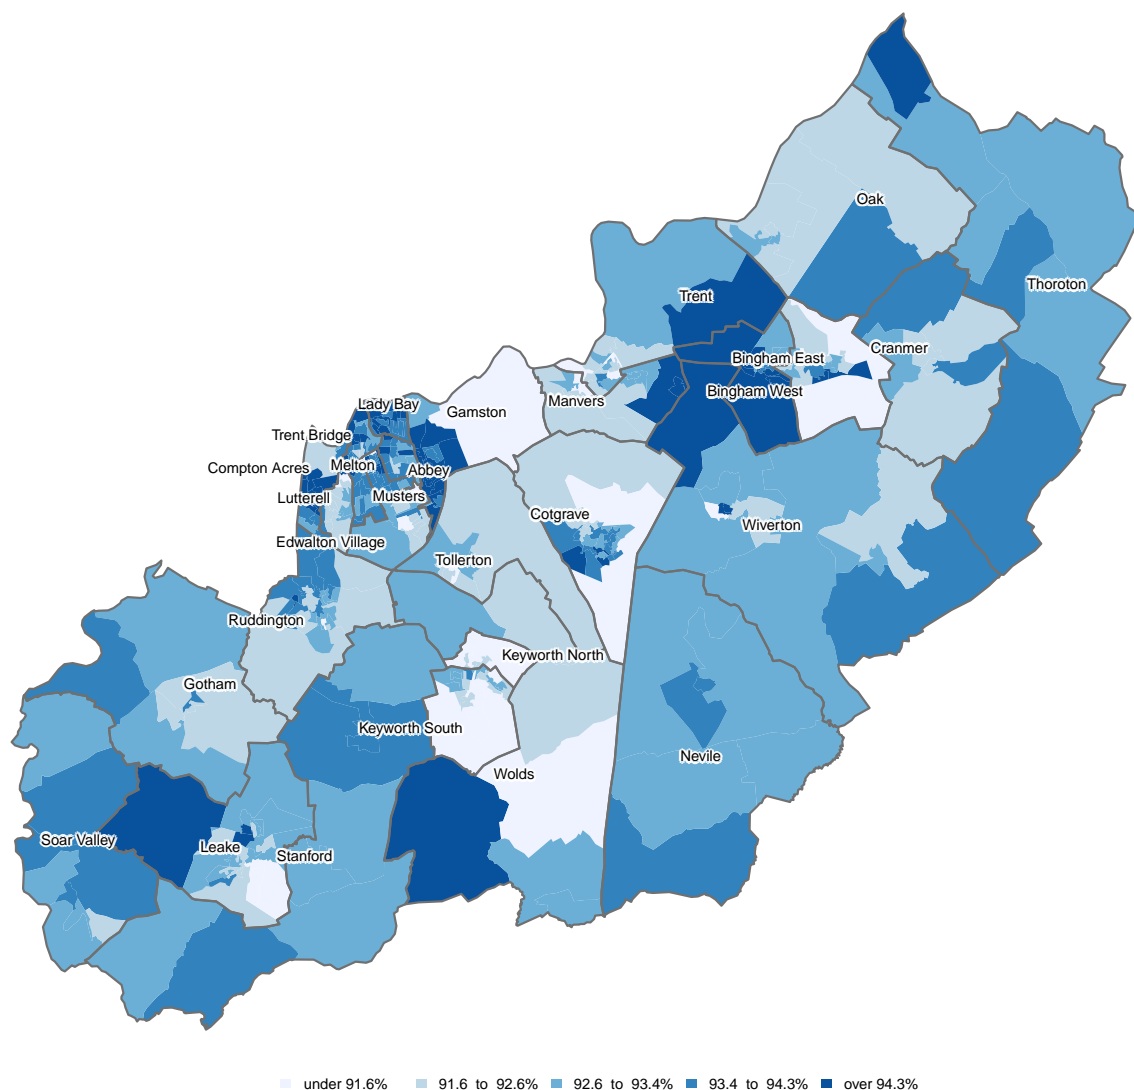 Oak
Thoroton
Trent
Cranmer
Bingham East
Bingham West
Lady Bay
Gamston
Manvers
Trent Bridge
Compton Acres
Melton
Abbey
Lutterell
Musters
Cotgrave
Wiverton
Edwalton Village
Tollerton
Ruddington
Keyworth North
Gotham
Keyworth South
Nevile
Wolds
Soar Valley
Leake
Stanford
under 91.6% 91.6 to 92.6% 92.6 to 93.4% 93.4 to 94.3% over 94.3%